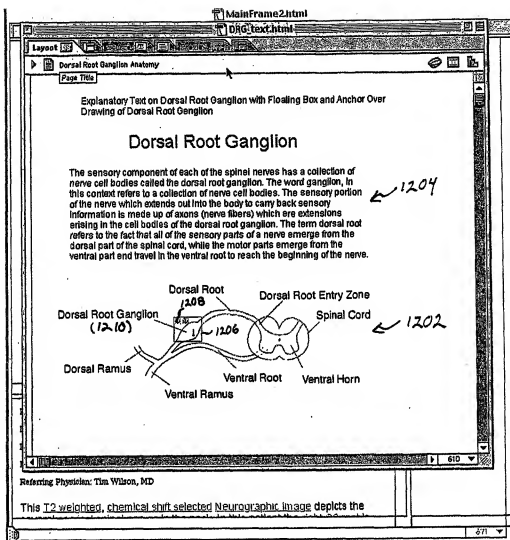 MainFrame2.html
DRG_text.html
Layout
Dorsal Root Ganglion Anatomy
Page Title
Explanatory Text on Dorsal Root Ganglion with Floating Box and Anchor Over
Drawing of Dorsal Root Ganglion
Dorsal Root Ganglion
The sensory component of each of the spinel nerves has a collection of
nerve cell bodies called the dorsal root ganglion. The word ganglion, in
this context refers to a collection of nerve cell bodies. The sensory portion
of the nerve which extends out into the body to carry back sensory
information is made up of axons (nerve fibers) which are extensions
erising in the cell bodies of the dorsal root ganglion. The term dorsal root
refers to the fact that all of the sensory parts of a nerve emerge from the
dorsal part of the spinal cord, while the motor parts emerge from the
ventral part end travel in the ventral root to reach the beginning of the nerve.
1204
Dorsal Root
1208
Dorsal Root Entry Zone
Dorsal Root Ganglion
(1210)
1
1206
Spinal Cord
1202
Dorsal Ramus
Ventral Root
Ventral Horn
Ventral Ramus
610
Referring Physician: Tim Wilson, MD
This T2 weighted, chemical shift selected Neurographic Image depicts the
671